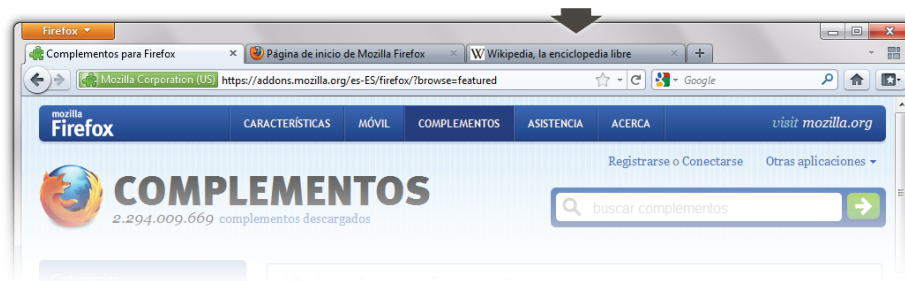 Firefox
Complementos para Firefox
Página de inicio de Mozilla Firefox
W Wikipedia, la enciclopedia libre
Mozilla Corporation (US) https://addons.mozilla.org/es-ES/firefox/?browse=featured
Google
mozilla
Firefox
CARACTERÍSTICAS MÓVIL COMPLEMENTOS ASISTENCIA ACERCA
visit mozilla.org
Registrarse o Conectarse Otras aplicaciones
COMPLEMENTOS
2.294.009.669 complementos descargados
buscar complementos